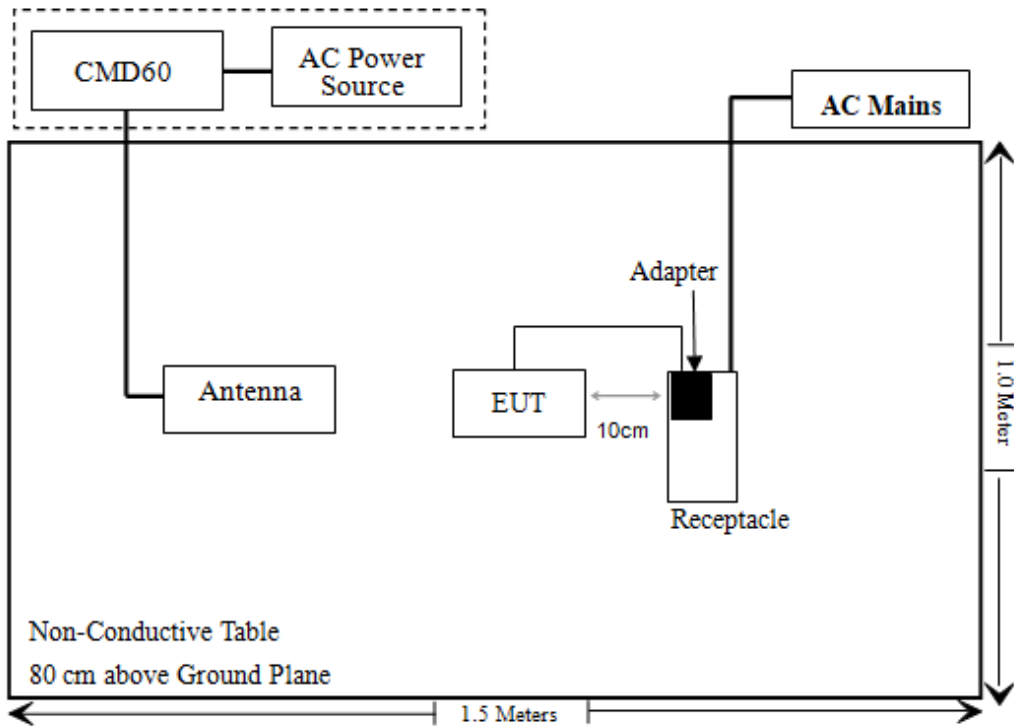 CMD60
AC Power
Source
AC Mains
Adapter
Antenna
EUT
10cm
1.0 Meter
Receptacle
Non-Conductive Table
80 cm above Ground Plane
1.5 Meters